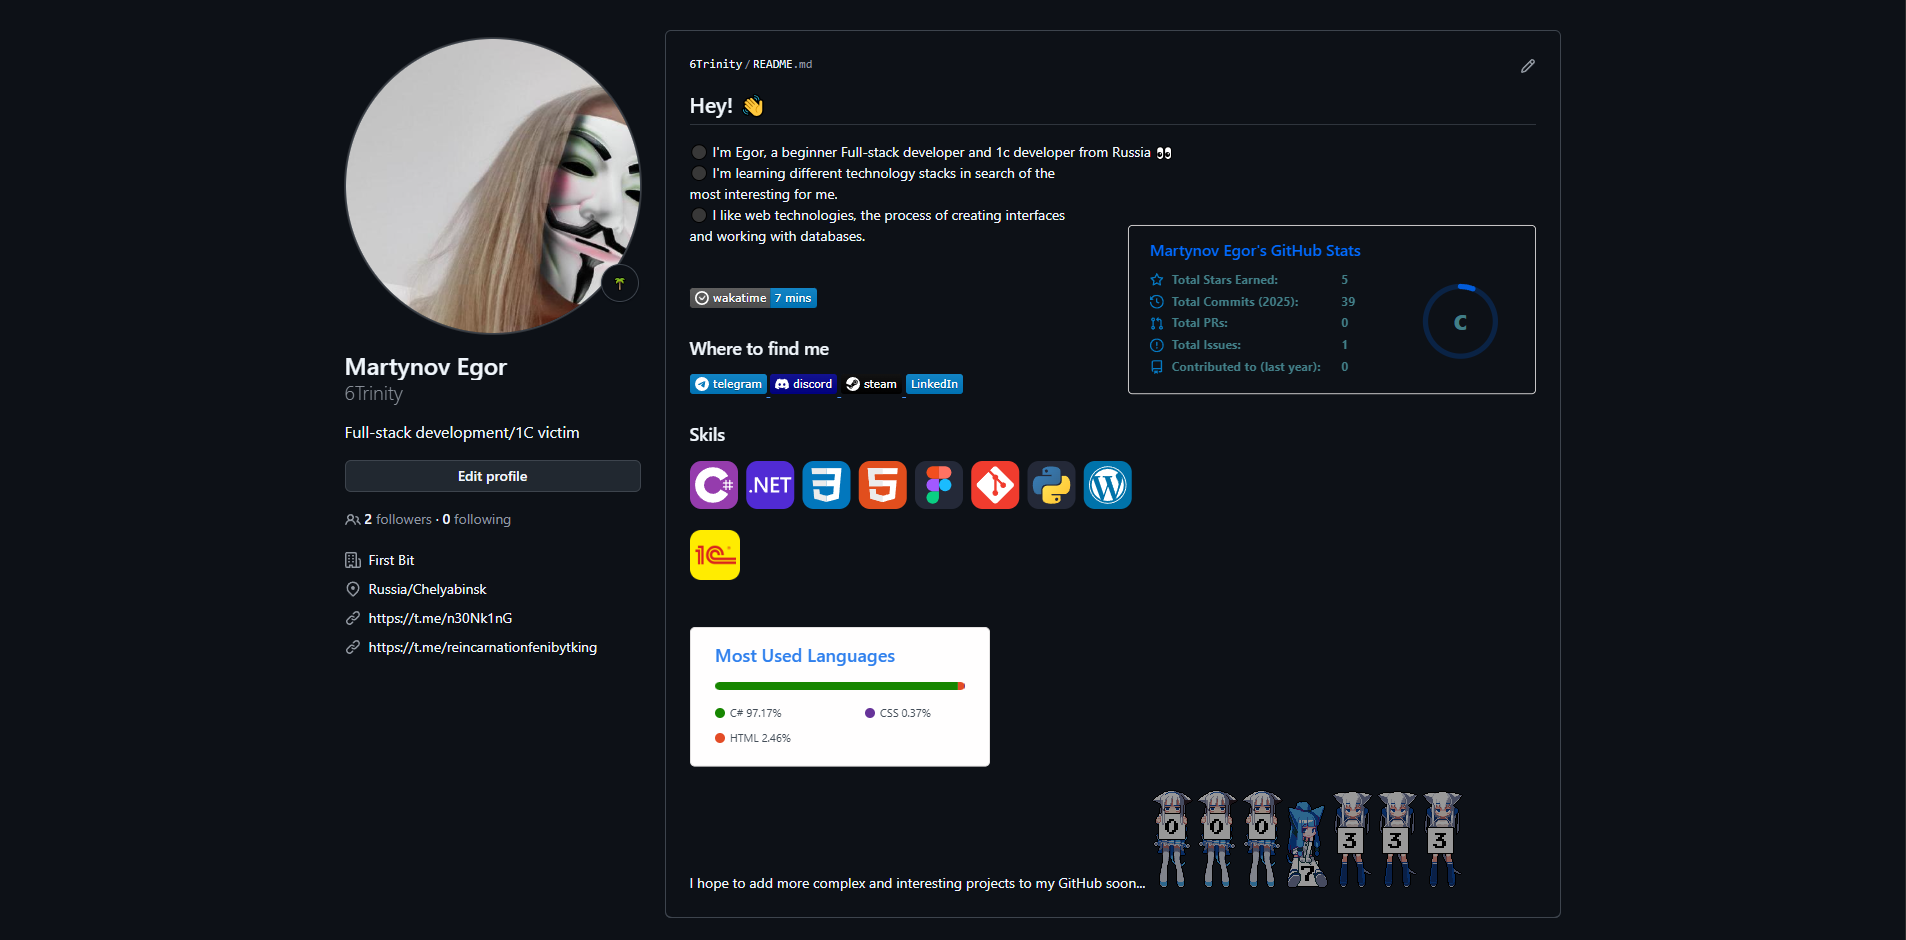 Martynov Egor
6Trinity
Full-stack development/1C victim
Edit profile
2 followers · 0 following
First Bit
Russia/Chelyabinsk
https://t.me/n30Nk1nG
https://t.me/reincarnationfenibytking
6Trinity/README.md
Hey! 👋
I'm Egor, a beginner Full-stack developer and 1c developer from Russia 👀
I'm learning different technology stacks in search of the
most interesting for me.
I like web technologies, the process of creating interfaces
and working with databases.
wakatime 7 mins
Martynov Egor's GitHub Stats
Total Stars Earned: 5
Total Commits (2025): 39
Total PRs: 0
Total Issues: 1
Contributed to (last year): 0
C
Where to find me
telegram discord steam LinkedIn
Skils
C# .NET 3 5 W
1C
Most Used Languages
C# 97.17% CSS 0.37%
HTML 2.46%
0 0 0 7 3 3 3
I hope to add more complex and interesting projects to my GitHub soon...